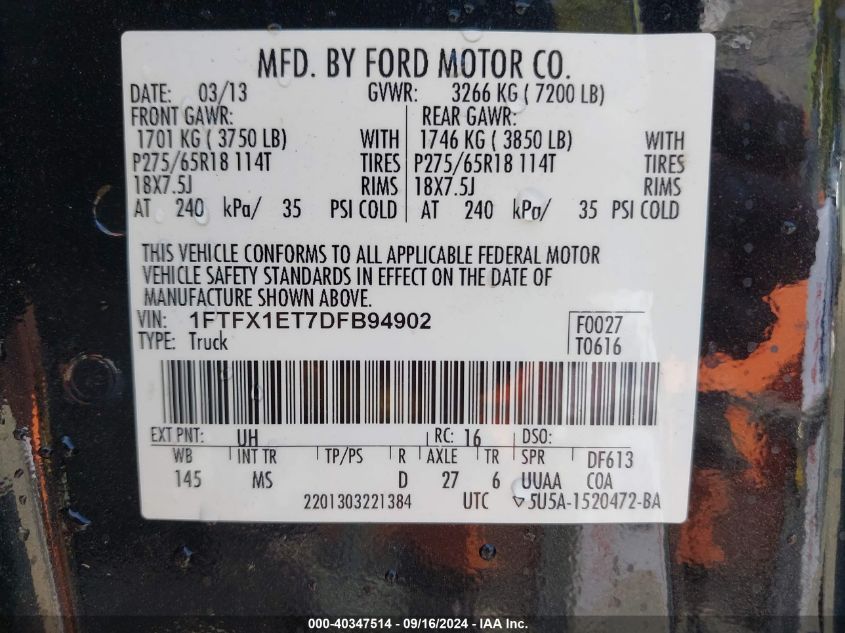 MFD. BY FORD MOTOR CO.
DATE: 03/13 GVWR: 3266 KG ( 7200 LB)
FRONT GAWR: REAR GAWR:
1701 KG ( 3750 LB) WITH 1746 KG ( 3850 LB) WITH
P275/65R18 114T TIRES P275/65R18 114T TIRES
18X7.5J RIMS 18X7.5J RIMS
AT 240 kPa/ 35 PSI COLD AT 240 kPa/ 35 PSI COLD
THIS VEHICLE CONFORMS TO ALL APPLICABLE FEDERAL MOTOR
VEHICLE SAFETY STANDARDS IN EFFECT ON THE DATE OF
MANUFACTURE SHOWN ABOVE.
VIN: 1FTFX1ET7DFB94902 F0027
TYPE: Truck T0616
EXT PNT: UH RC: 16 DSO:
WB INT TR TP/PS R AXLE TR SPR DF613
145 MS D 27 6 UUAA COA
2201303221384 UTC ▽5U5A-1520472-BA
000-40347514 - 09/16/2024 - IAA Inc.